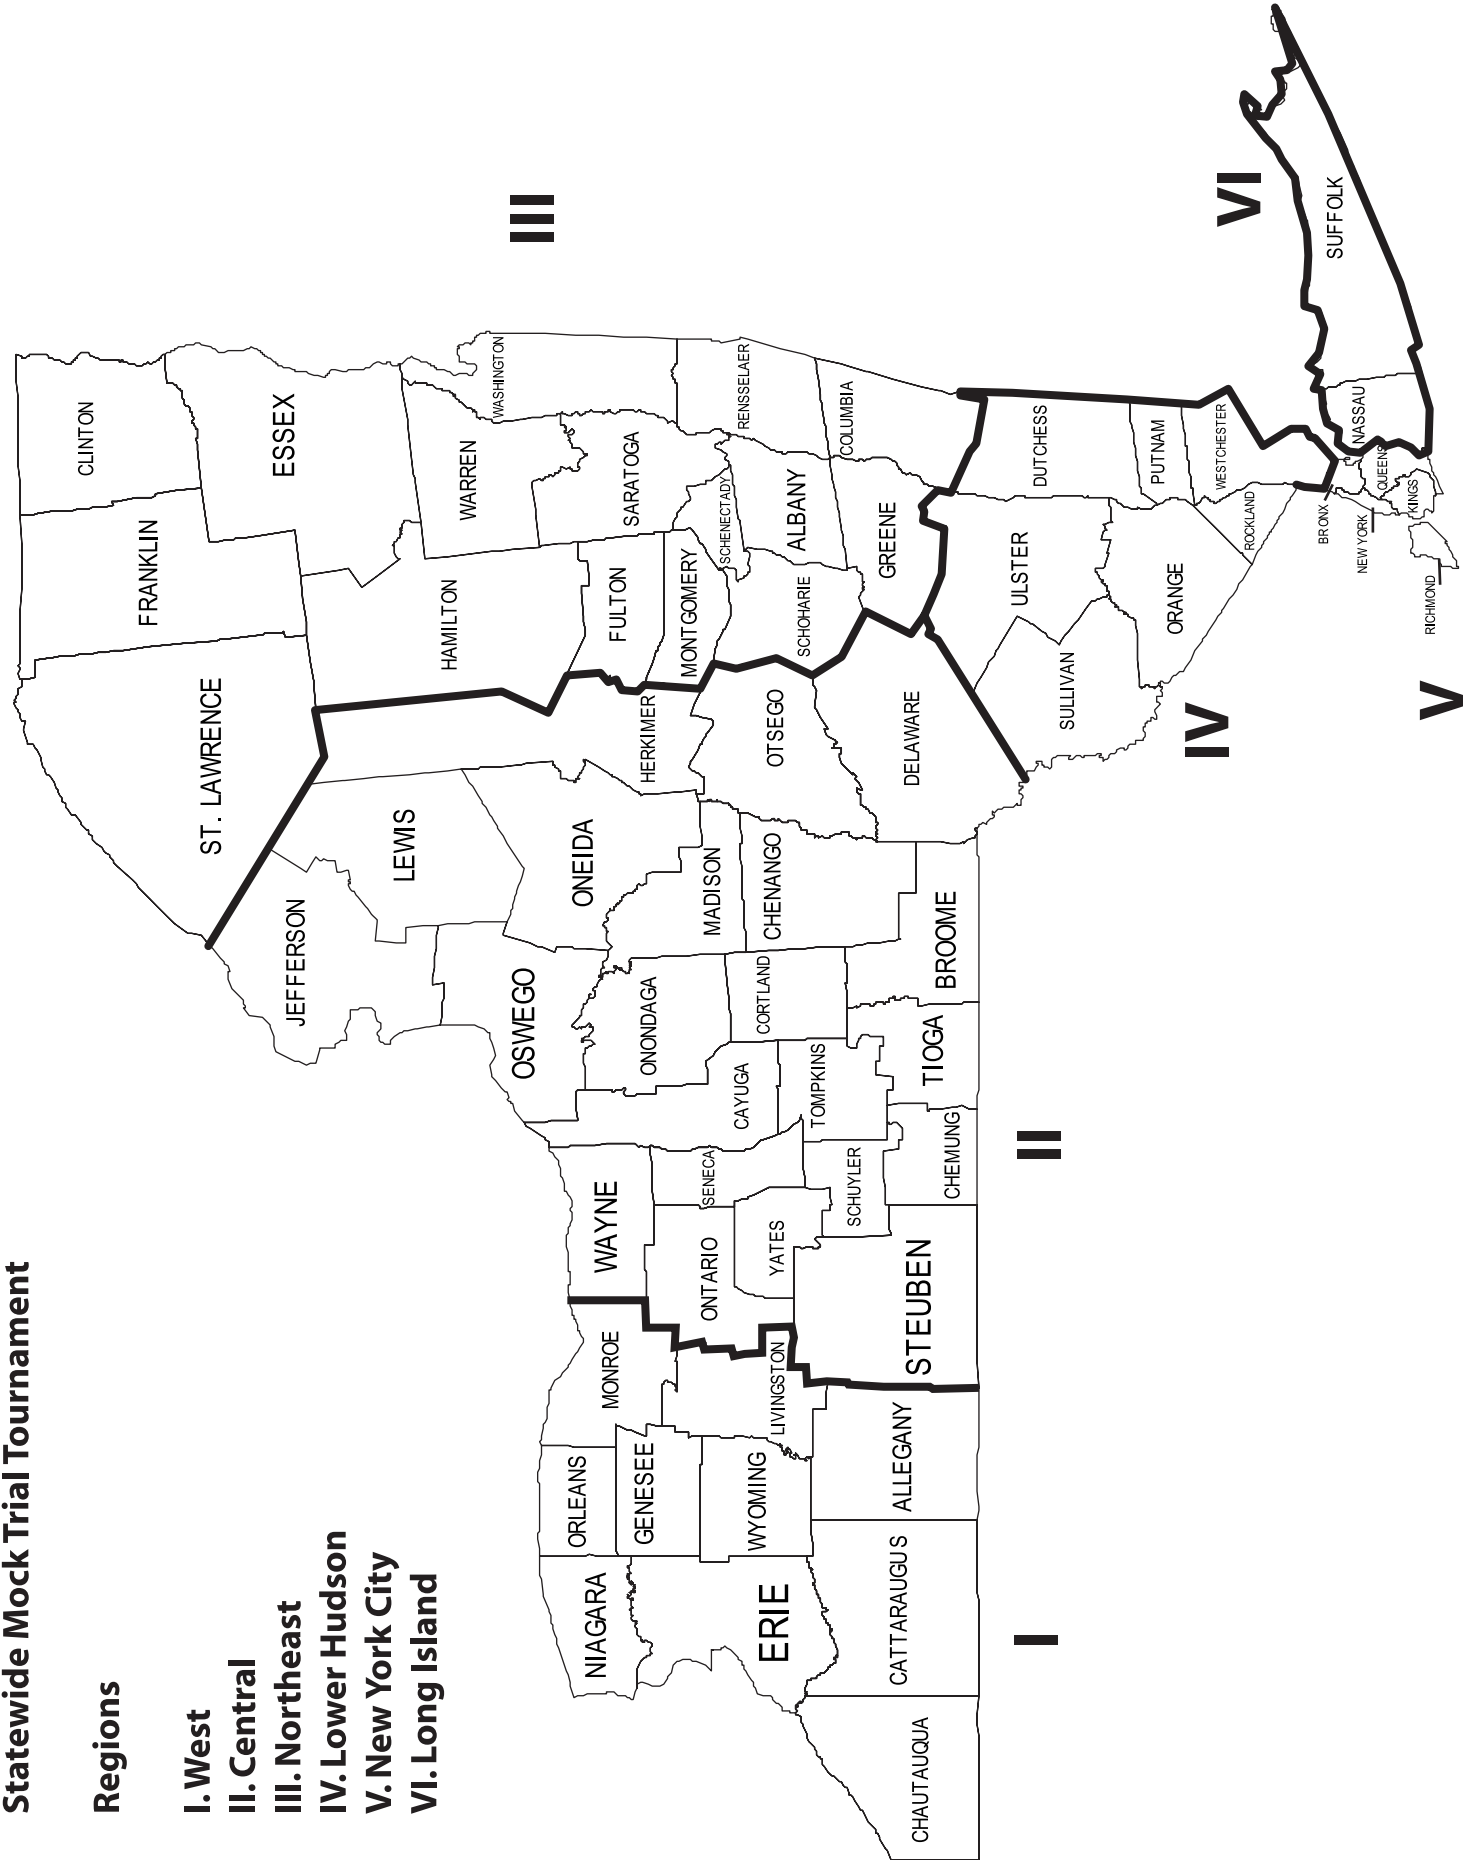 Statewide Mock Trial Tournament
Regions
I. West
II. Central
III. Northeast
IV. Lower Hudson
V. New York City
VI. Long Island
CLINTON
FRANKLIN
ST. LAWRENCE
ESSEX
JEFFERSON
LEWIS
HAMILTON
WARREN
WASHINGTON
III
OSWEGO
ONEIDA
HERKIMER
FULTON
SARATOGA
NIAGARA
ORLEANS
MONROE
WAYNE
GENESEE
ONONDAGA
MADISON
MONTGOMERY
SCHENECTADY
RENSSELAER
ERIE
WYOMING
LIVINGSTON
ONTARIO
YATES
SENECA
CAYUGA
CORTLAND
CHENANGO
OTSEGO
SCHOHARIE
ALBANY
COLUMBIA
TOMPKINS
SCHUYLER
CHAUTAUQUA
CATTARAUGUS
ALLEGANY
STEUBEN
CHEMUNG
TIOGA
BROOME
DELAWARE
GREENE
I
II
ULSTER
DUTCHESS
SULLIVAN
ORANGE
PUTNAM
IV
WESTCHESTER
ROCKLAND
VI
BRONX
NEW YORK
QUEENS
NASSAU
SUFFOLK
KINGS
RICHMOND
V